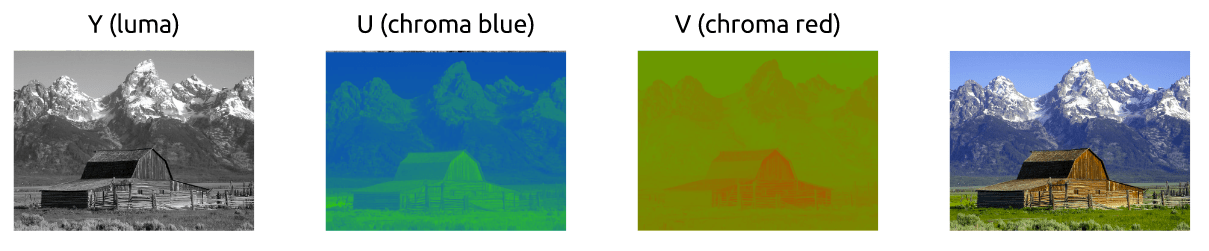 Y (luma)
U (chroma blue)
V (chroma red)